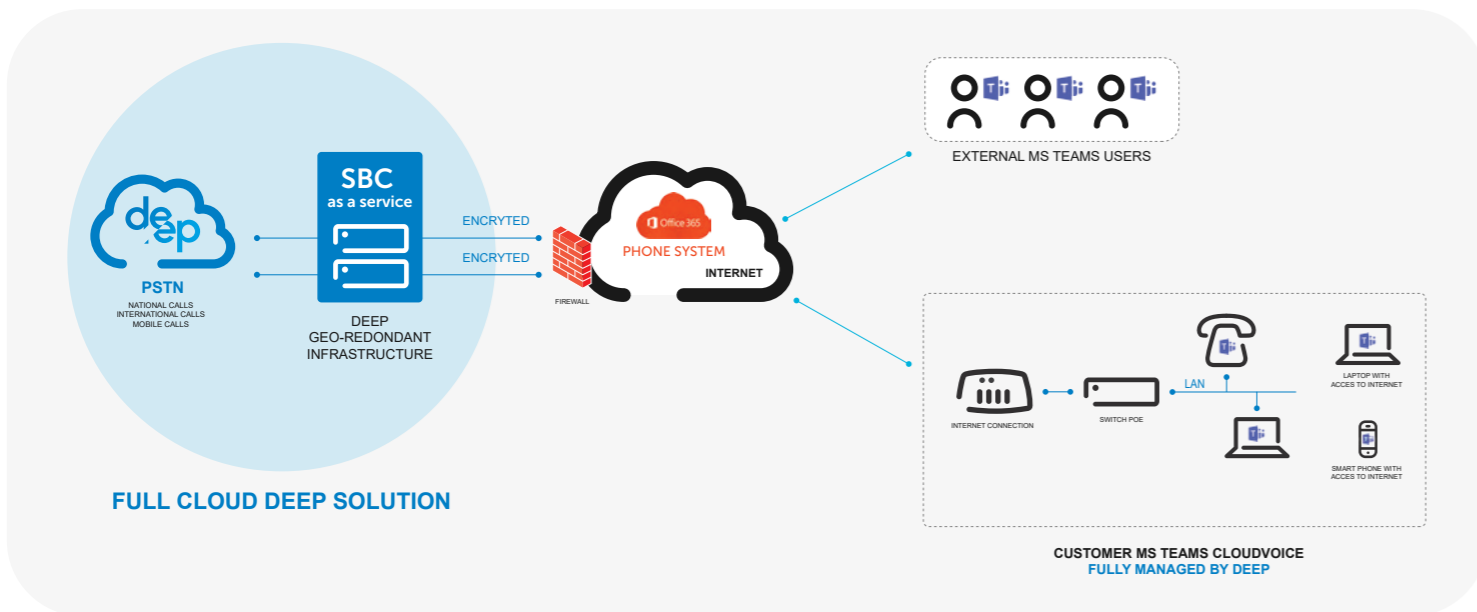 deep
PSTN
NATIONAL CALLS
INTERNATIONAL CALLS
MOBILE CALLS
SBC
as a service
DEEP
GEO-REDONDANT
INFRASTRUCTURE
FULL CLOUD DEEP SOLUTION
ENCRYTED
ENCRYTED
FIREWALL
Office 365
PHONE SYSTEM
INTERNET
T
T
T
EXTERNAL MS TEAMS USERS
INTERNET CONNECTION
SWITCH POE
LAN
T
T
T
LAPTOP WITH
ACCES TO INTERNET
T
SMART PHONE WITH
ACCES TO INTERNET
CUSTOMER MS TEAMS CLOUDVOICE
FULLY MANAGED BY DEEP